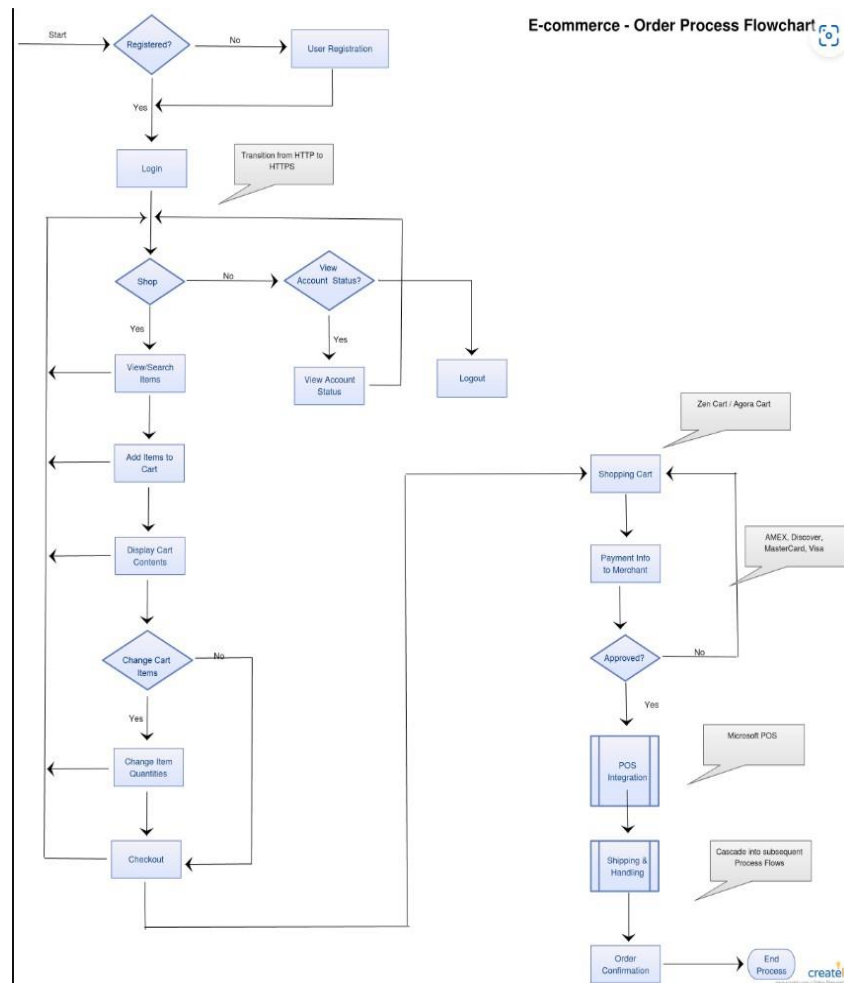 E-commerce - Order Process Flowchart
Start
Registered?
No
User Registration
Yes
Login
Transition from HTTP to
HTTPS
Shop
No
View
Account Status?
Yes
Yes
View/Search
Items
View Account
Status
Logout
Add Items to
Cart
Display Cart
Contents
Change Cart
Items
No
Yes
Change Item
Quantities
Checkout
Zen Cart / Agora Cart
Shopping Cart
AMEX, Discover,
MasterCard, Visa
Payment Info
to Merchant
Approved?
No
Yes
Microsoft POS
POS
Integration
Shipping &
Handling
Cascade into subsequent
Process Flows
Order
Confirmation
End
Process